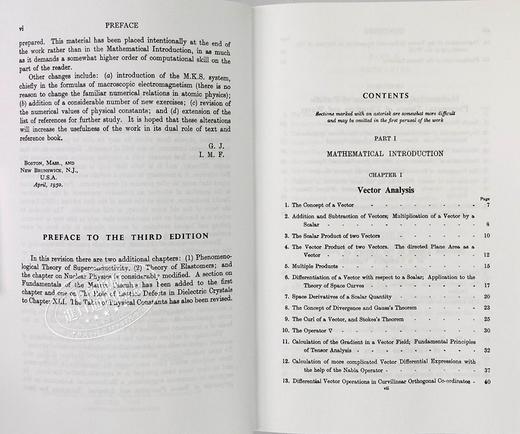 vi PREFACE
prepared. This material has been placed intentionally at the end of
the work rather than in the Mathematical Introduction, in as much
as it demands a somewhat higher order of computational skill on the
part of the reader.
Other changes include: (a) introduction of the M.K.S. system,
chiefly in the formulas of macroscopic electromagnetism (there is no
reason to change the familiar numerical relations in atomic physics);
(b) addition of a considerable number of new exercises; (c) revision of
the numerical values of physical constants; and (d) extension of the
list of references for further study. It is hoped that these alterations
will increase the usefulness of the work in its dual role of text and
reference book.
G. J.
I. M. F.
BOSTON, MASS., AND
NEW BRUNSWICK, N.J.,
U.S.A.
April, 1950.
PREFACE TO THE THIRD EDITION
In this revision there are two additional chapters: (1) Phenomeno-
logical Theory of Superconductivity, (2) Theory of Elastomers; and
the chapter on Nuclear Physics is considerably modified. A section on
Fundamentals of the Matrix Calculus has been added to the first
chapter and one on The Role of Lattice Defects in Dielectric Crystals
to Chapter XLI. The Table of Physical Constants has also been revised.
CONTENTS
Sections marked with an asterisk are somewhat more difficult
and may be omitted in the first perusal of the work
PART I
MATHEMATICAL INTRODUCTION
CHAPTER I
Vector Analysis
Page
1. The Concept of a Vector - 7
2. Addition and Subtraction of Vectors; Multiplication of a Vector by a
Scalar - 8
3. The Scalar Product of two Vectors - 10
4. The Vector Product of two Vectors. The directed Plane Area as a
Vector - 12
5. Multiple Products - 15
6. Differentiation of a Vector with respect to a Scalar; Application to the
Theory of Space Curves - 17
7. Space Derivatives of a Scalar Quantity - 20
8. The Concept of Divergence and Gauss's Theorem - 23
9. The Curl of a Vector, and Stokes's Theorem - 25
10. The Operator ∇ - 30
11. Calculation of the Gradient in a Vector Field; Fundamental Principles
of Tensor Analysis - 32
12. Calculation of more complicated Vector Differential Expressions with
the help of the Nabla Operator - 37
13. Differential Vector Operations in Curvilinear Orthogonal Co-ordinates - 40
vii